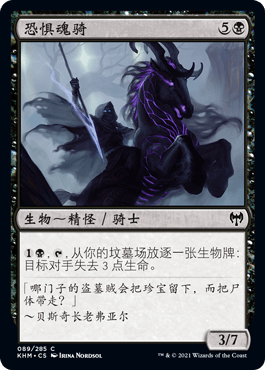 恐惧魂骑 5
生物～精怪 / 骑士
1，，从你的坟墓场放逐一张生物牌：
目标对手失去 3 点生命。
「哪门子的盗墓贼会把珍宝留下，而把尸
体带走？」
～贝斯奇长老弗亚尔
3/7
089/285 C
KHM • CS IRINA NORDSOL
™ & © 2021 Wizards of the Coast